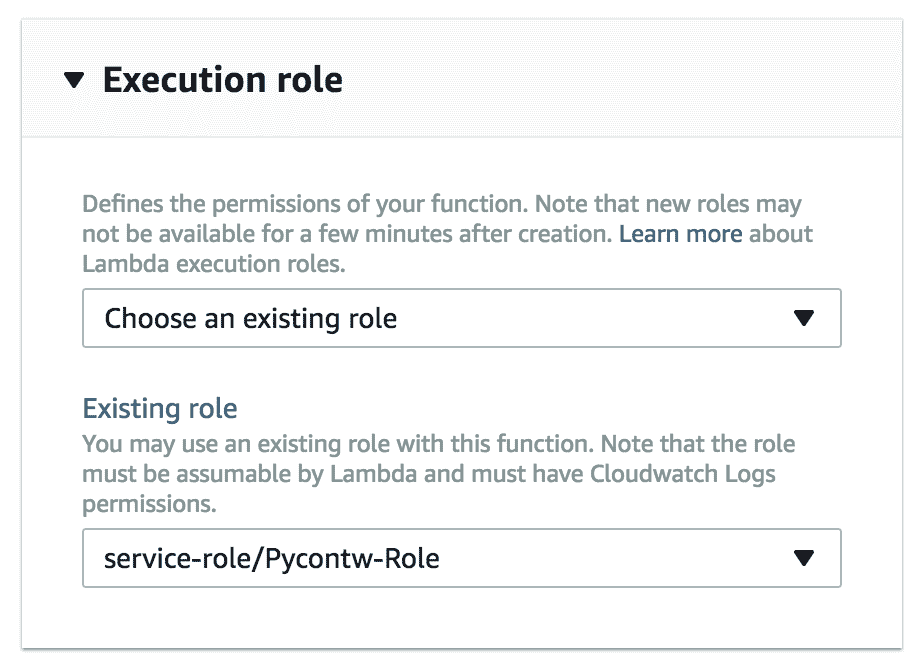 Execution role
Defines the permissions of your function. Note that new roles may
not be available for a few minutes after creation. Learn more about
Lambda execution roles.
Choose an existing role
Existing role
You may use an existing role with this function. Note that the role
must be assumable by Lambda and must have Cloudwatch Logs
permissions.
service-role/Pycontw-Role